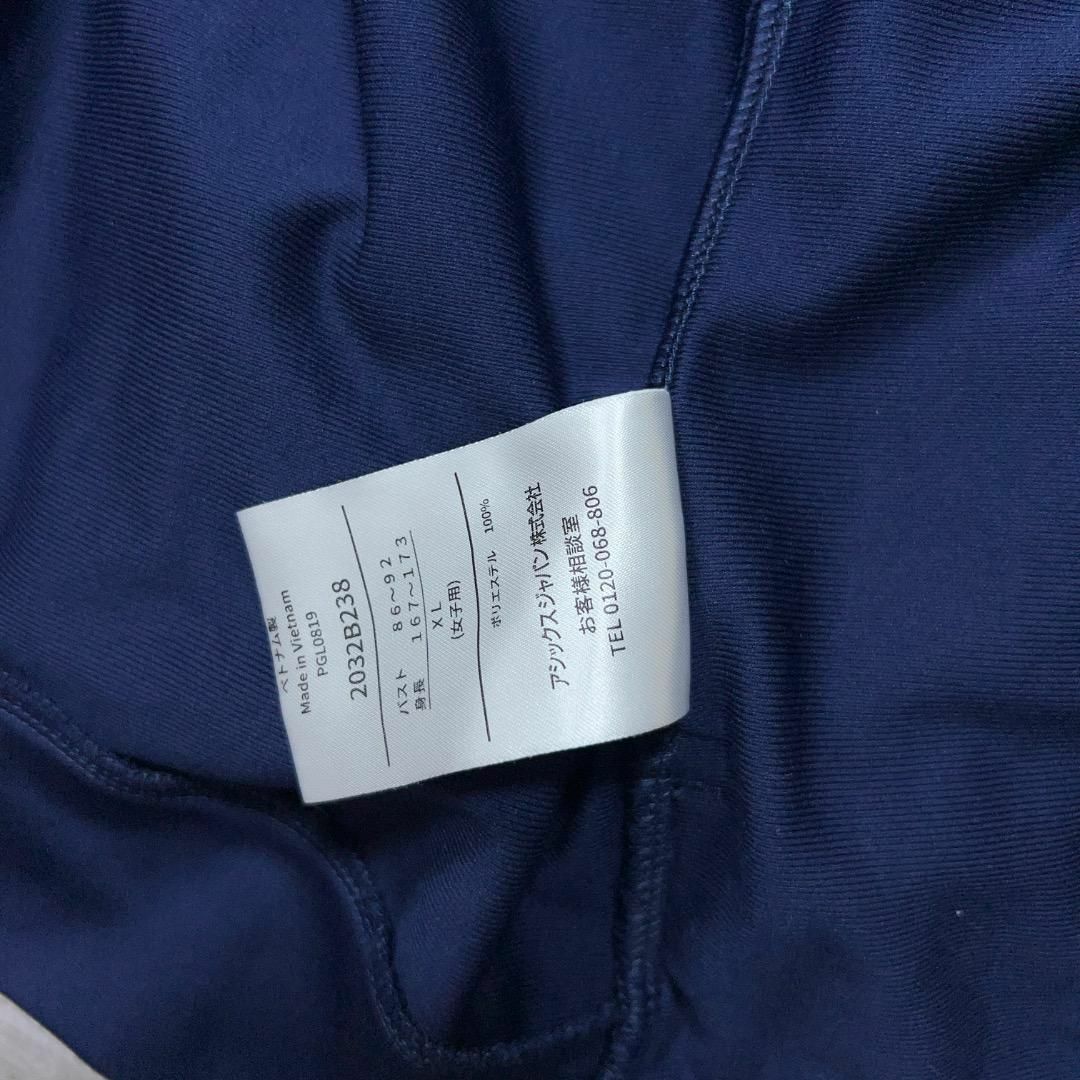 ベトナム製
Made in Vietnam
PGL0819
2032B238
バスト 86～92
身長 167～173
XL
(女子用)
ポリエステル 100%
アシックスジャパン株式会社
お客様相談室
TEL 0120-068-806